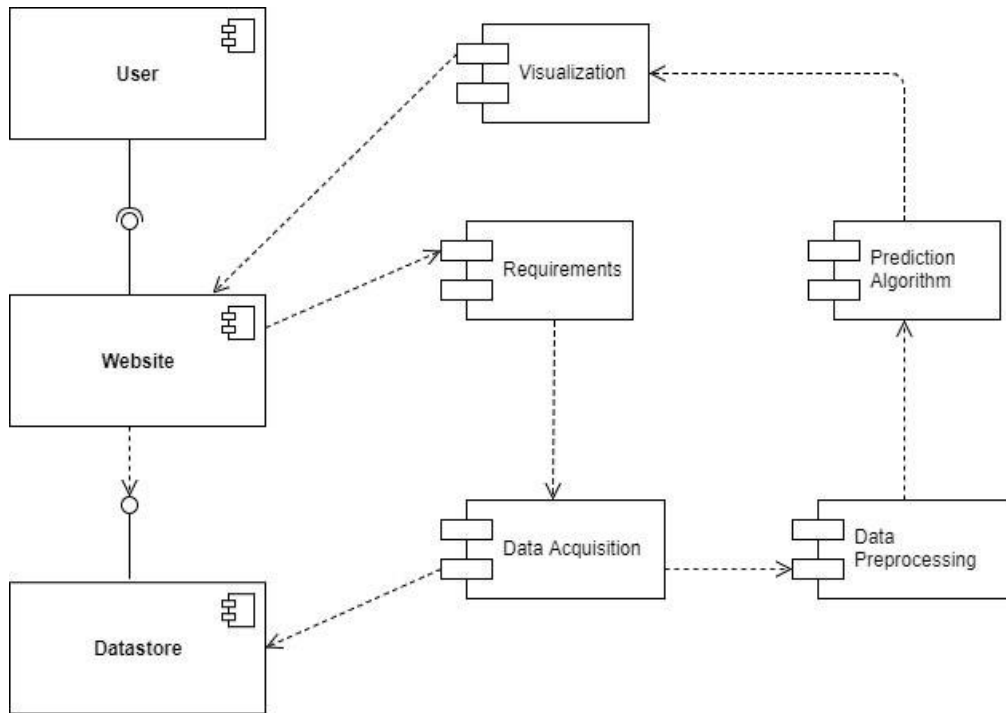 User
Visualization
Requirements
Prediction
Algorithm
Website
Data Acquisition
Data
Preprocessing
Datastore